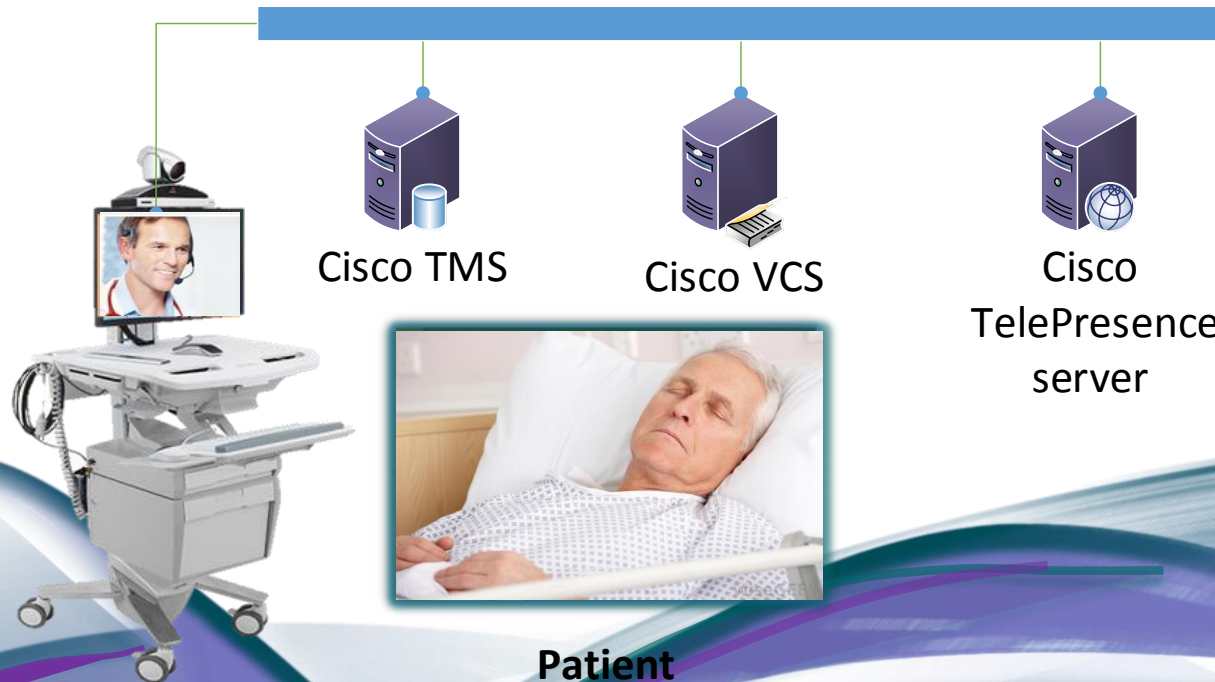 Cisco TMS
Cisco VCS
Cisco
TelePresence
server
Patient